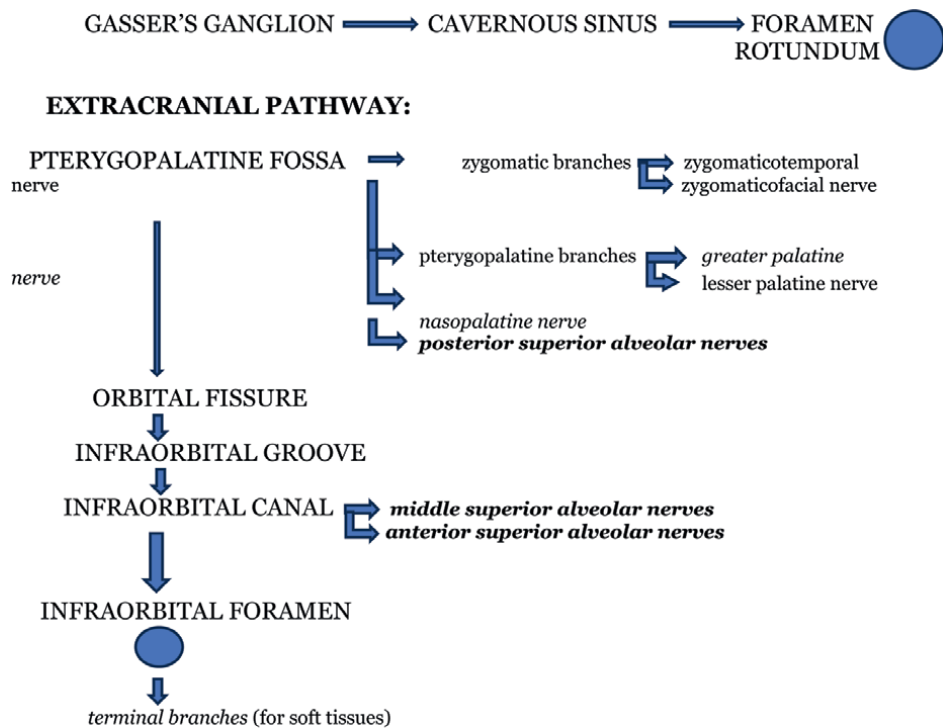 GASSER'S GANGLION CAVERNOUS SINUS FORAMEN
ROTUNDUM
EXTRACRANIAL PATHWAY:
PTERYGOPALATINE FOSSA zygomatic branches zygomaticotemporal
nerve zygomaticofacial nerve
pterygopalatine branches greater palatine
nerve lesser palatine nerve
nasopalatine nerve
posterior superior alveolar nerves
ORBITAL FISSURE
INFRAORBITAL GROOVE
INFRAORBITAL CANAL middle superior alveolar nerves
anterior superior alveolar nerves
INFRAORBITAL FORAMEN
terminal branches (for soft tissues)